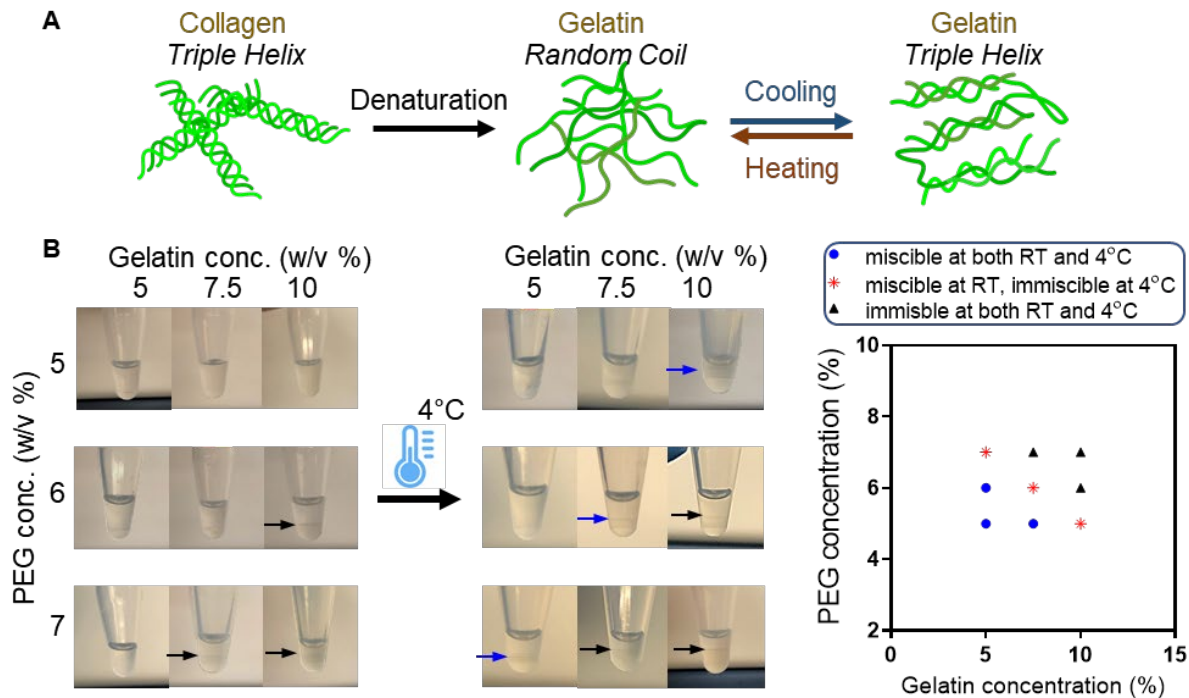 A
Collagen
Triple Helix
Denaturation
Gelatin
Random Coil
Cooling
Heating
Gelatin
Triple Helix
B
Gelatin conc. (w/v %)
5 7.5 10
PEG conc. (w/v %)
5
6
7
4°C
Gelatin conc. (w/v %)
5 7.5 10
miscible at both RT and 4°C
miscible at RT, immiscible at 4°C
immisble at both RT and 4°C
PEG concentration (%)
10
8
6
4
2
0 5 10 15
Gelatin concentration (%)